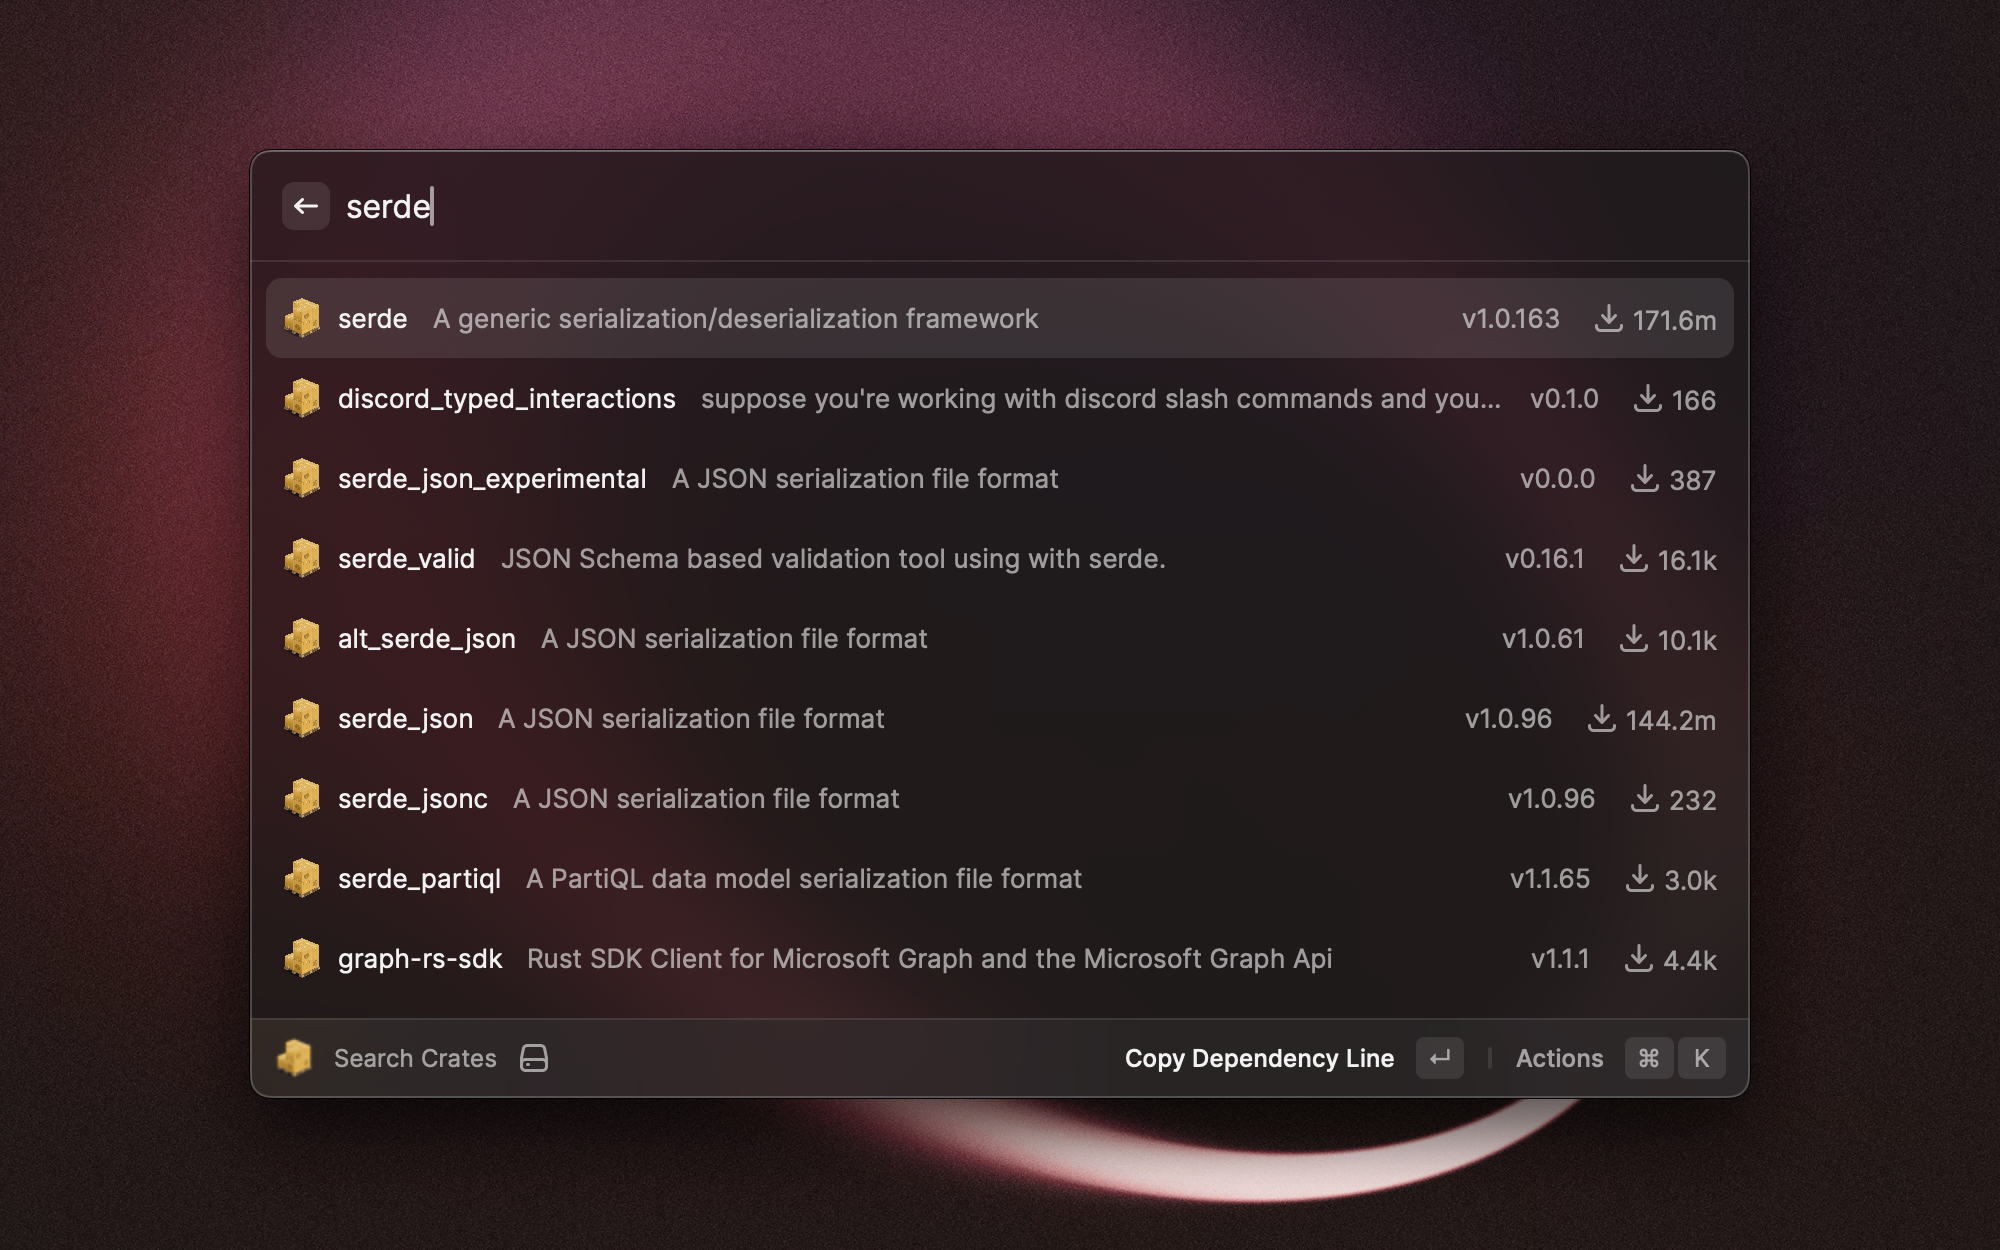 serde
serde A generic serialization/deserialization framework v1.0.163 171.6m
discord_typed_interactions suppose you're working with discord slash commands and you... v0.1.0 166
serde_json_experimental A JSON serialization file format v0.0.0 387
serde_valid JSON Schema based validation tool using with serde. v0.16.1 16.1k
alt_serde_json A JSON serialization file format v1.0.61 10.1k
serde_json A JSON serialization file format v1.0.96 144.2m
serde_jsonc A JSON serialization file format v1.0.96 232
serde_partiql A PartiQL data model serialization file format v1.1.65 3.0k
graph-rs-sdk Rust SDK Client for Microsoft Graph and the Microsoft Graph Api v1.1.1 4.4k
Search Crates Copy Dependency Line ↵ Actions ⌘ K